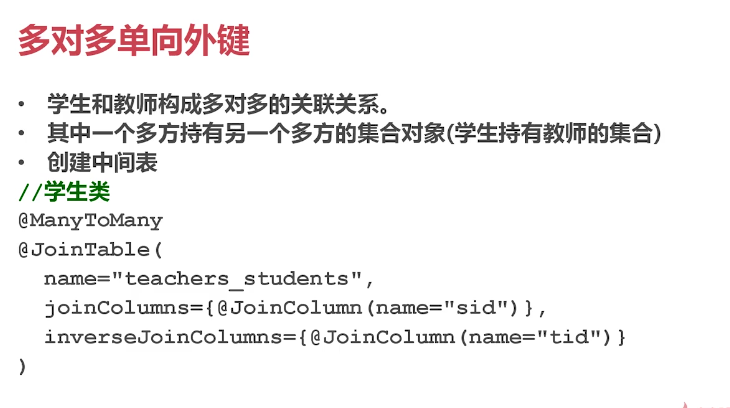 多对多单向外键
• 学生和教师构成多对多的关联关系。
• 其中一个多方持有另一个多方的集合对象(学生持有教师的集合)
• 创建中间表
//学生类
@ManyToMany
@JoinTable(
name="teachers_students",
joinColumns={@JoinColumn(name="sid")},
inverseJoinColumns={@JoinColumn(name="tid")}
)